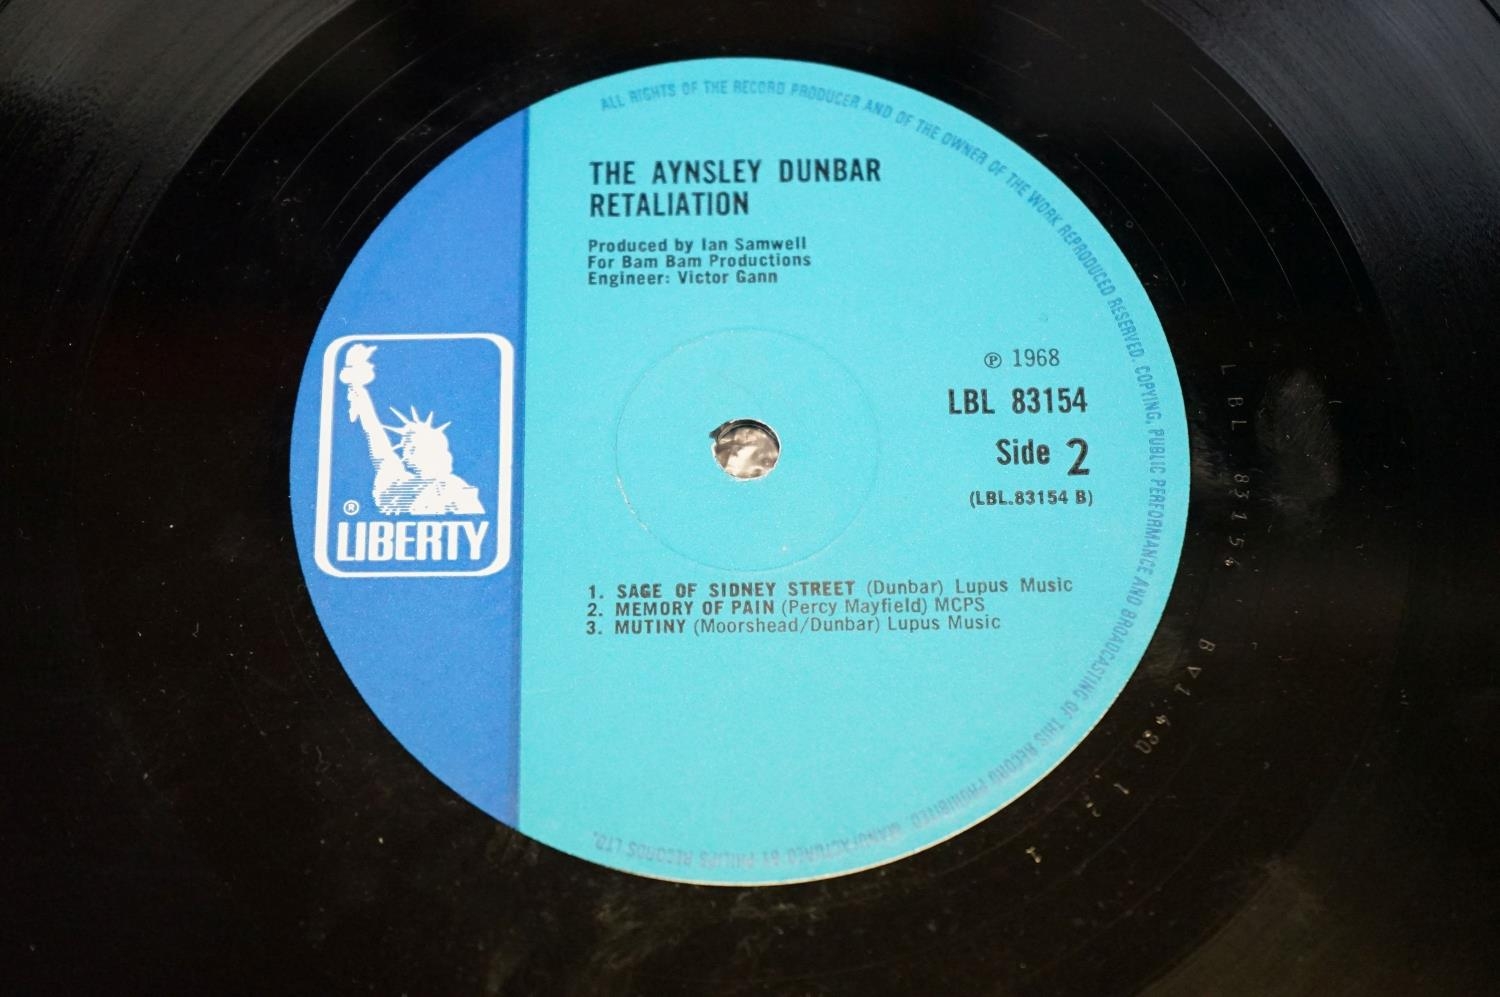 ALL RIGHTS OF THE RECORD PRODUCER AND OF THE OWNER OF THE WORK REPRODUCED RESERVED. COPYING, PUBLIC PERFORMANCE AND BROADCASTING OF THIS RECORD PROHIBITED. MANUFACTURED BY PHILIPS RECORDS LTD.
THE AYNSLEY DUNBAR
RETALIATION
Produced by Ian Samwell
For Bam Bam Productions
Engineer: Victor Gann
℗ 1968
LBL 83154
Side 2
(LBL.83154 B)
® LIBERTY
1. SAGE OF SIDNEY STREET (Dunbar) Lupus Music
2. MEMORY OF PAIN (Percy Mayfield) MCPS
3. MUTINY (Moorshead/Dunbar) Lupus Music
LBL 83154